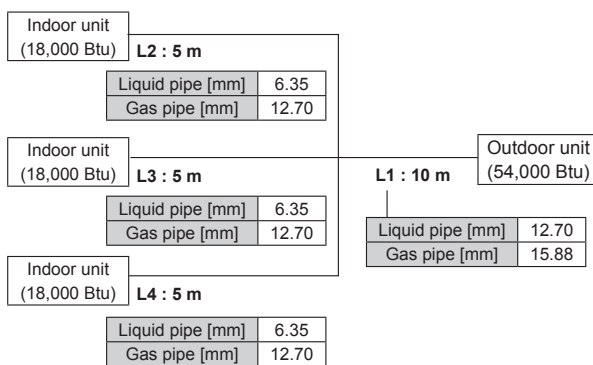 Indoor unit
(18,000 Btu)
L2 : 5 m
Liquid pipe [mm] 6.35
Gas pipe [mm] 12.70
Indoor unit
(18,000 Btu)
L3 : 5 m
Liquid pipe [mm] 6.35
Gas pipe [mm] 12.70
Indoor unit
(18,000 Btu)
L4 : 5 m
Liquid pipe [mm] 6.35
Gas pipe [mm] 12.70
Outdoor unit
(54,000 Btu)
L1 : 10 m
Liquid pipe [mm] 12.70
Gas pipe [mm] 15.88